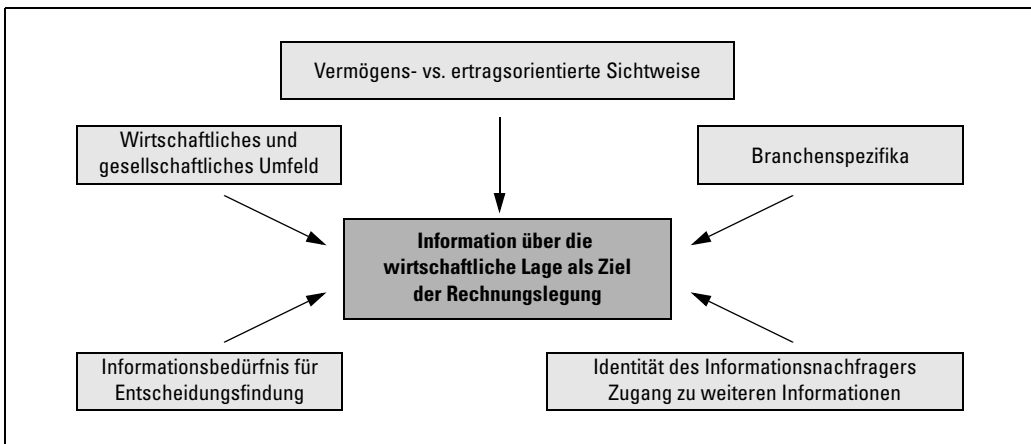 Vermögens- vs. ertragsorientierte Sichtweise
Wirtschaftliches und
gesellschaftliches Umfeld
Branchenspezifika
Information über die
wirtschaftliche Lage als Ziel
der Rechnungslegung
Informationsbedürfnis für
Entscheidungsfindung
Identität des Informationsnachfragers
Zugang zu weiteren Informationen